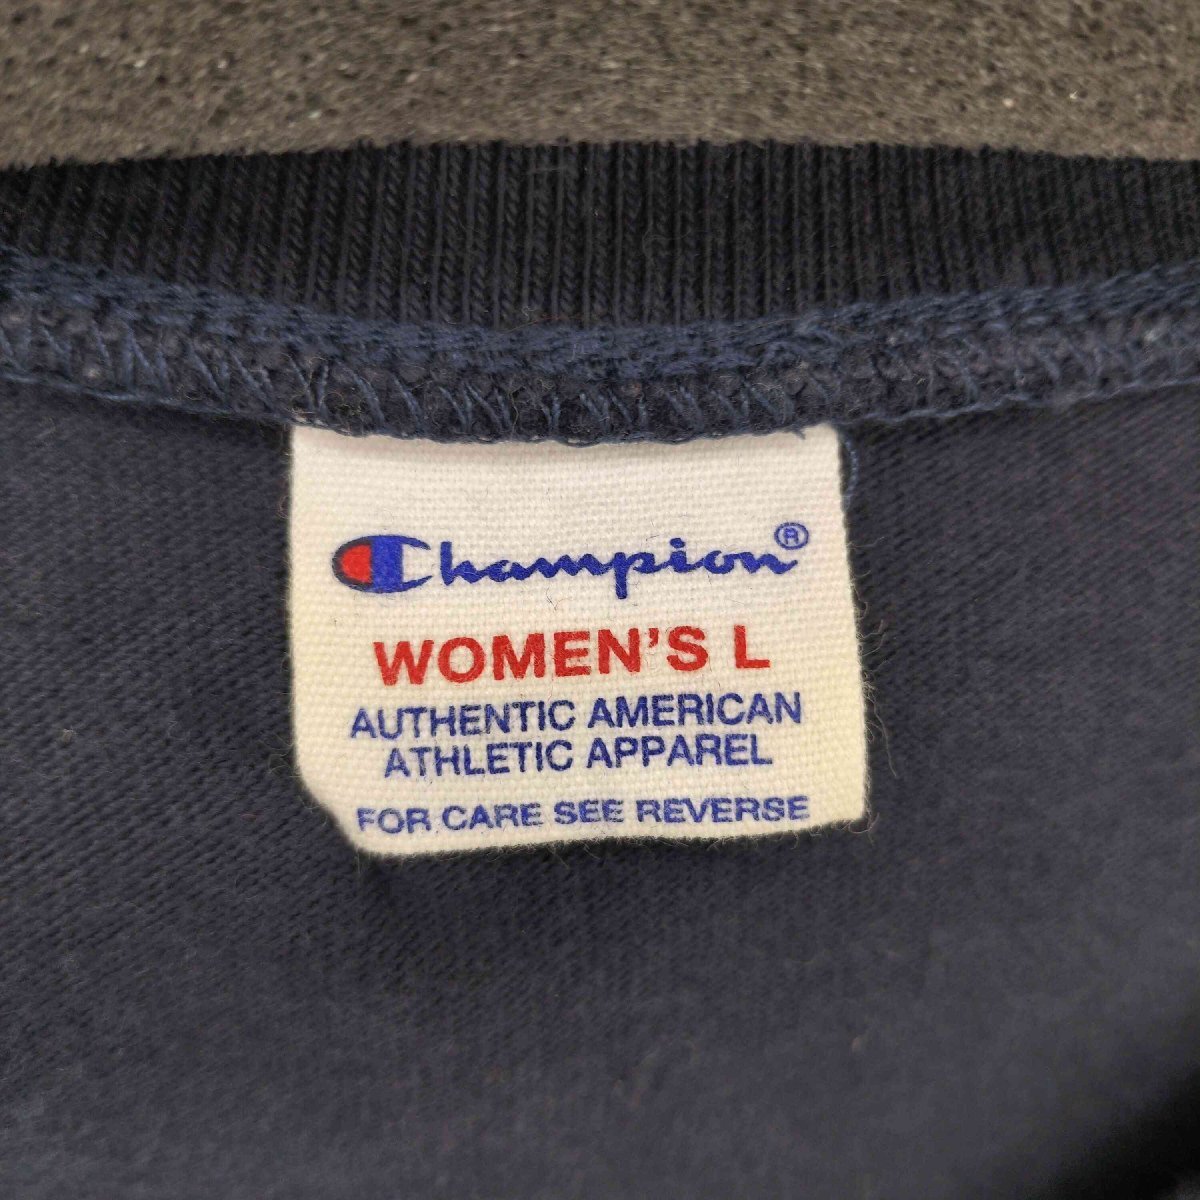 Champion®
WOMEN'S L
AUTHENTIC AMERICAN
ATHLETIC APPAREL
FOR CARE SEE REVERSE